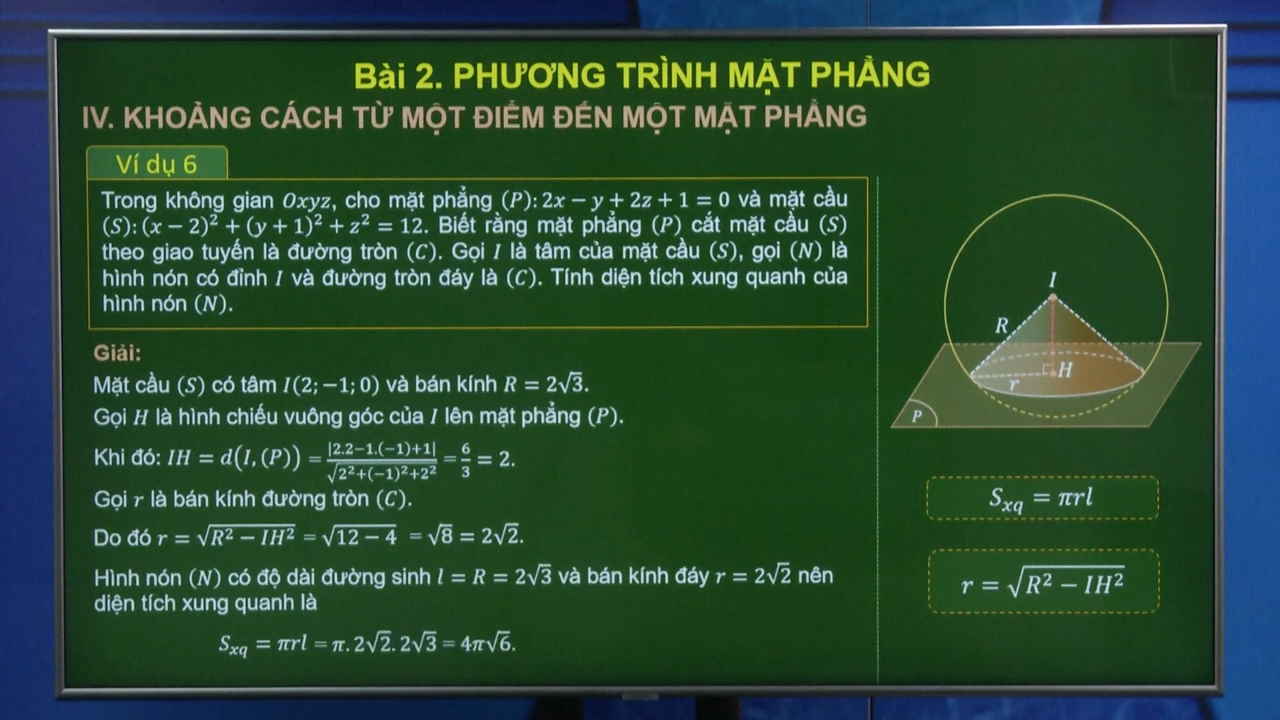 Bài 2. PHƯƠNG TRÌNH MẶT PHẲNG
IV. KHOẢNG CÁCH TỪ MỘT ĐIỂM ĐẾN MỘT MẶT PHẲNG
Ví dụ 6
Trong không gian Oxyz, cho mặt phẳng (P): 2x − y + 2z + 1 = 0 và mặt cầu
(S): (x − 2)² + (y + 1)² + z² = 12. Biết rằng mặt phẳng (P) cắt mặt cầu (S)
theo giao tuyến là đường tròn (C). Gọi I là tâm của mặt cầu (S), gọi (N) là
hình nón có đỉnh I và đường tròn đáy là (C). Tính diện tích xung quanh của
hình nón (N).
Giải:
Mặt cầu (S) có tâm I(2; −1; 0) và bán kính R = 2√3.
Gọi H là hình chiếu vuông góc của I lên mặt phẳng (P).
Khi đó: IH = d(I, (P)) = |2.2−1.(−1)+1| / √(2²+(−1)²+2²) = 6/3 = 2.
Gọi r là bán kính đường tròn (C).
Do đó r = √(R² − IH²) = √(12 − 4) = √8 = 2√2.
Hình nón (N) có độ dài đường sinh l = R = 2√3 và bán kính đáy r = 2√2 nên
diện tích xung quanh là
Sxq = πrl = π. 2√2. 2√3 = 4π√6.
I
R
H
r
P
Sxq = πrl
r = √(R² − IH²)